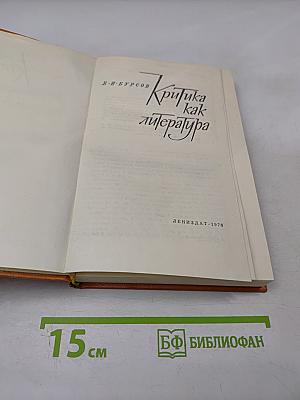 Б·И·БУРСОВ
Критика
как
литература
ЛЕНИЗДАТ·1976
15 см
БФ БИБЛИОФАН